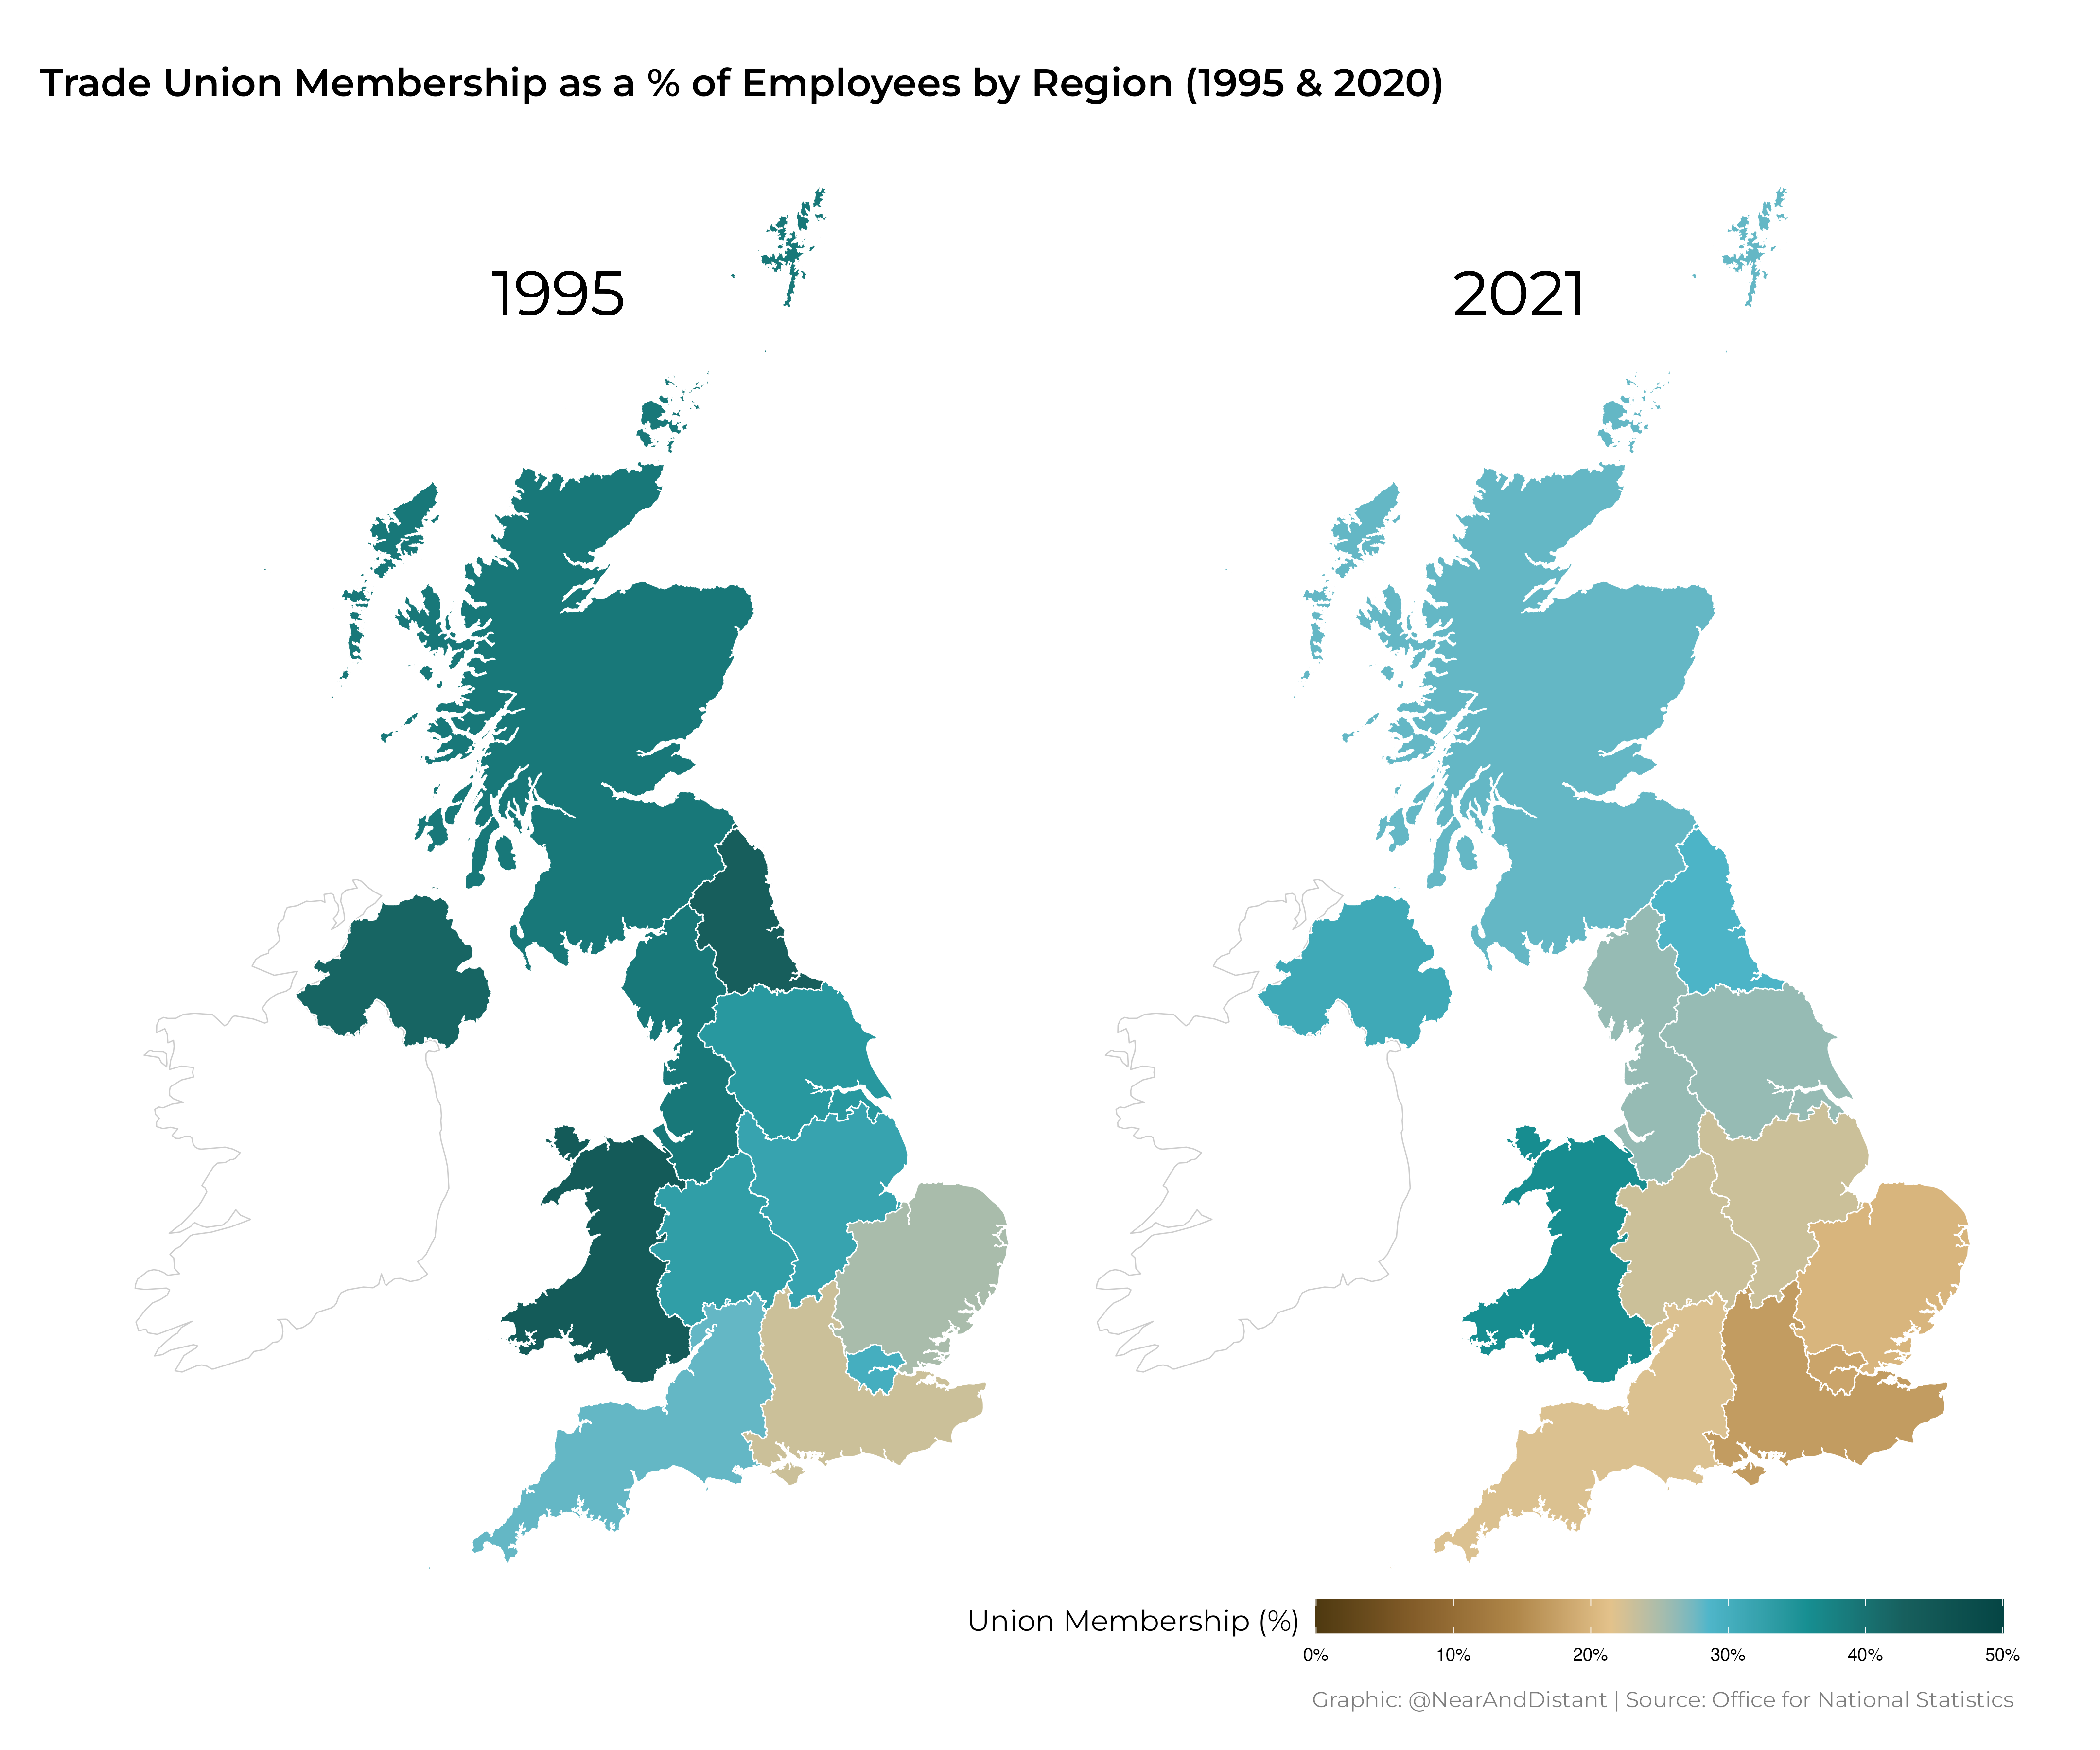 Trade Union Membership as a % of Employees by Region (1995 & 2020)
1995
2021
Union Membership (%)
0% 10% 20% 30% 40% 50%
Graphic: @NearAndDistant | Source: Office for National Statistics